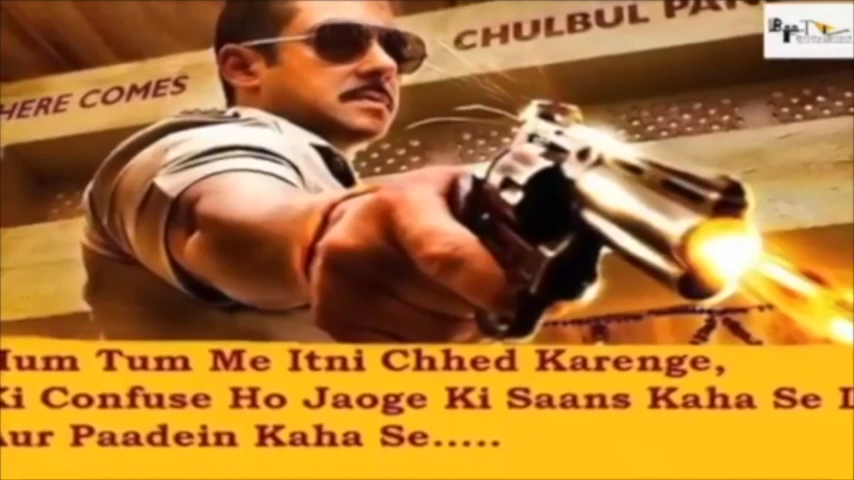 HERE COMES
CHULBUL PAN
Hum Tum Me Itni Chhed Karenge,
Ki Confuse Ho Jaoge Ki Saans Kaha Se L
Aur Paadein Kaha Se.....